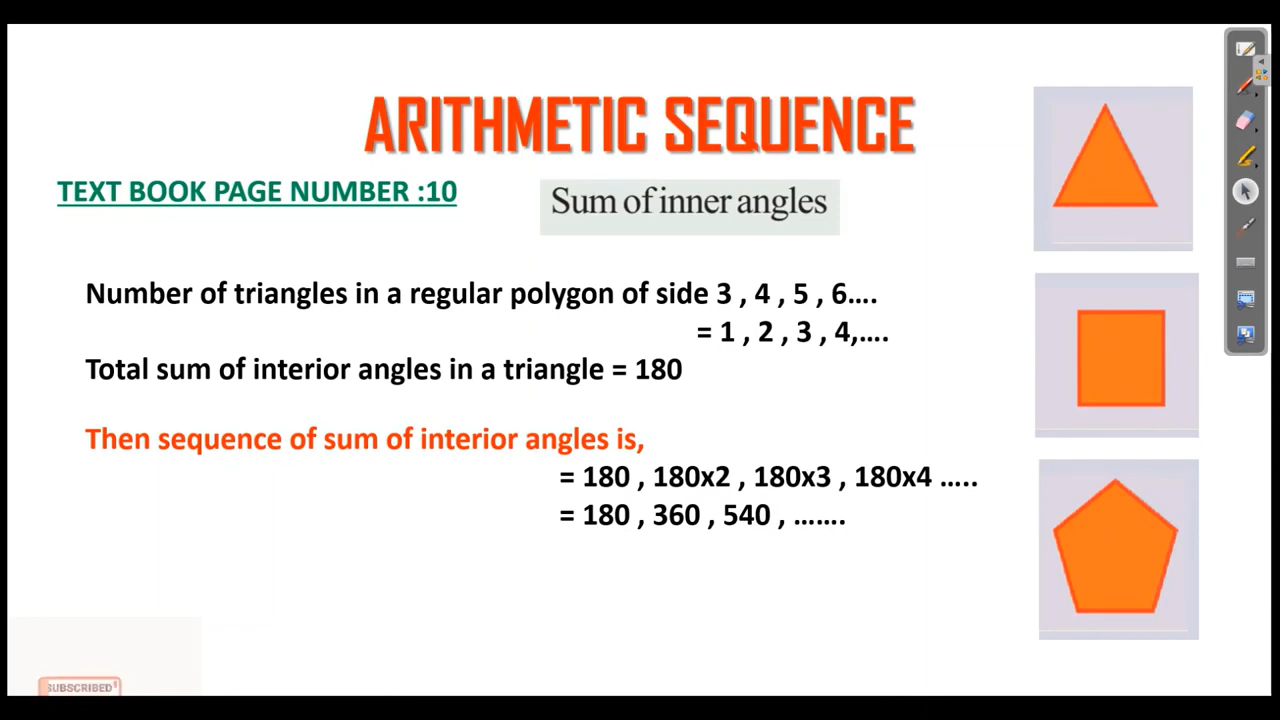 ARITHMETIC SEQUENCE
TEXT BOOK PAGE NUMBER :10
Sum of inner angles
Number of triangles in a regular polygon of side 3 , 4 , 5 , 6....
= 1 , 2 , 3 , 4,....
Total sum of interior angles in a triangle = 180
Then sequence of sum of interior angles is,
= 180 , 180x2 , 180x3 , 180x4 .....
= 180 , 360 , 540 , .......
SUBSCRIBED